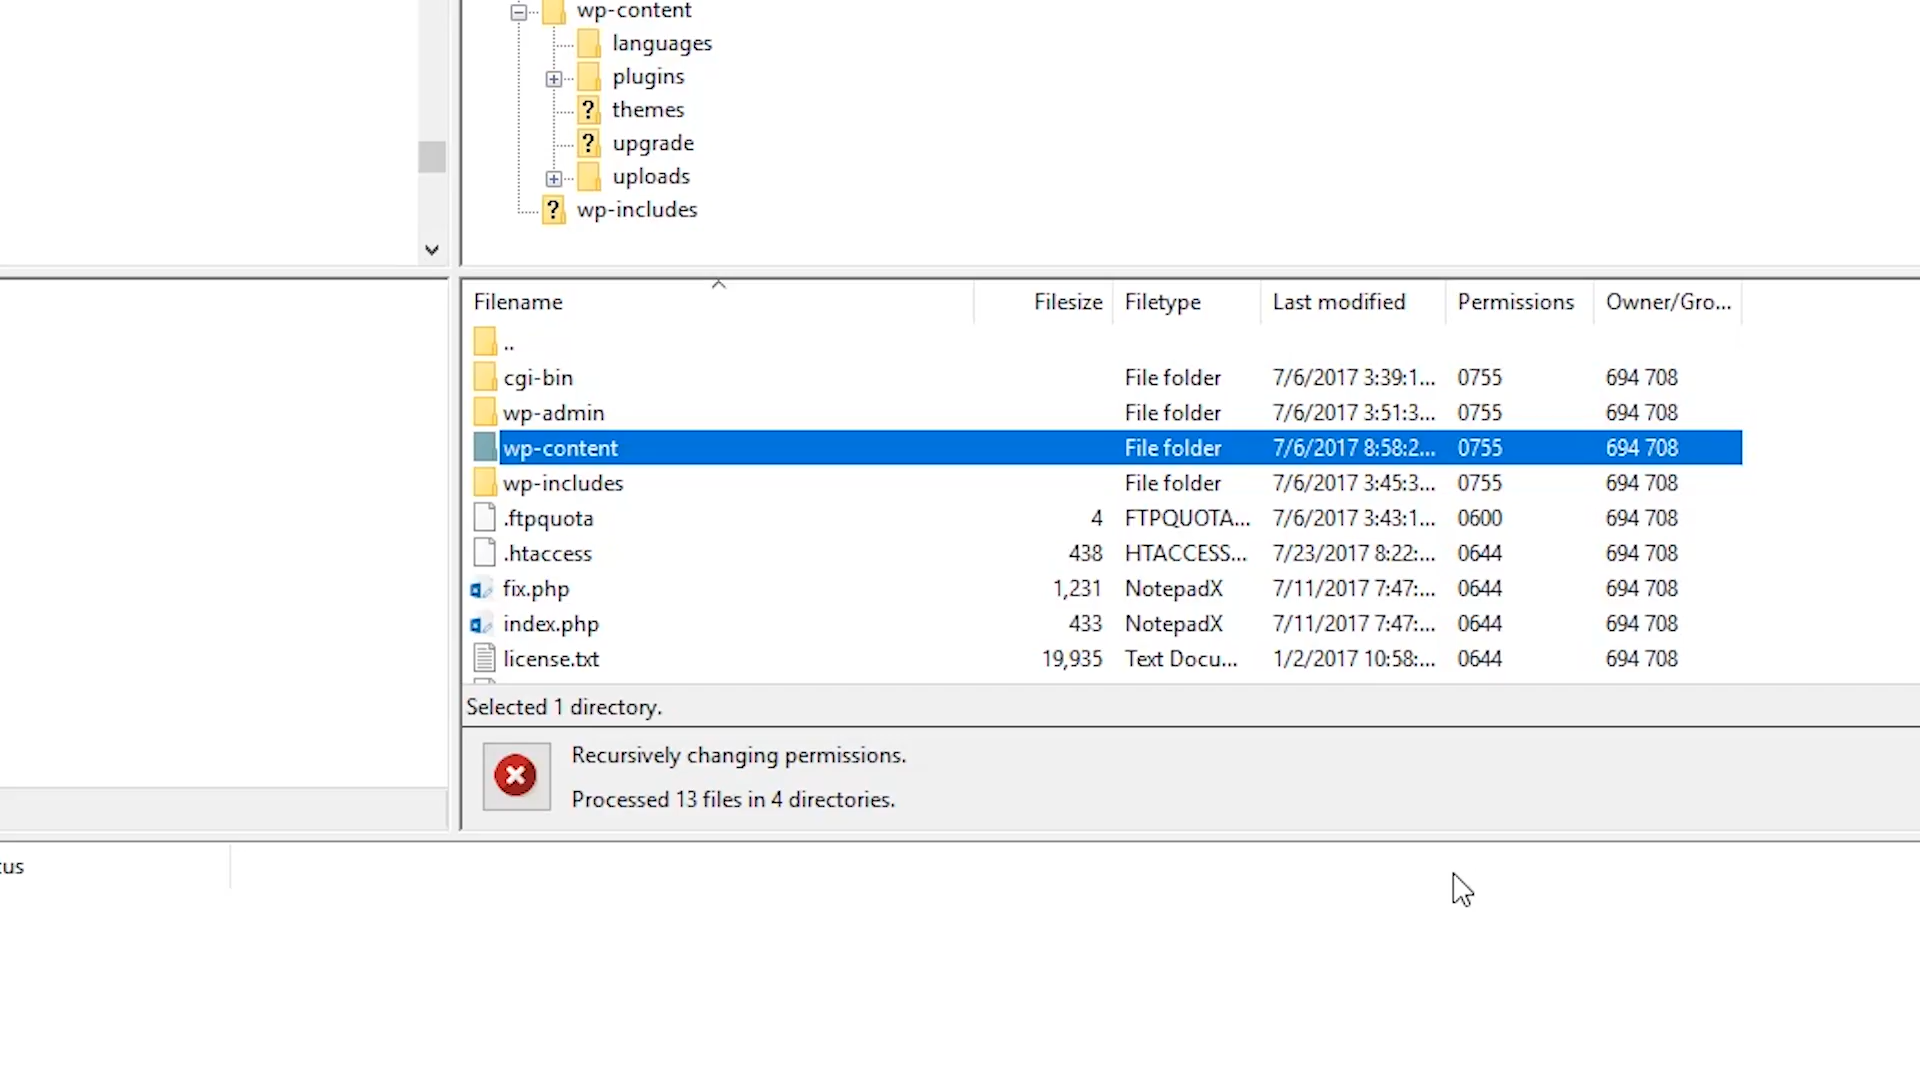 wp-content
languages
plugins
? themes
? upgrade
uploads
? wp-includes
Filename Filesize Filetype Last modified Permissions Owner/Gro...
..
cgi-bin File folder 7/6/2017 3:39:1... 0755 694 708
wp-admin File folder 7/6/2017 3:51:3... 0755 694 708
wp-content File folder 7/6/2017 8:58:2... 0755 694 708
wp-includes File folder 7/6/2017 3:45:3... 0755 694 708
.ftpquota 4 FTPQUOTA... 7/6/2017 3:43:1... 0600 694 708
.htaccess 438 HTACCESS... 7/23/2017 8:22:... 0644 694 708
fix.php 1,231 NotepadX 7/11/2017 7:47:... 0644 694 708
index.php 433 NotepadX 7/11/2017 7:47:... 0644 694 708
license.txt 19,935 Text Docu... 1/2/2017 10:58:... 0644 694 708
Selected 1 directory.
Recursively changing permissions.
Processed 13 files in 4 directories.